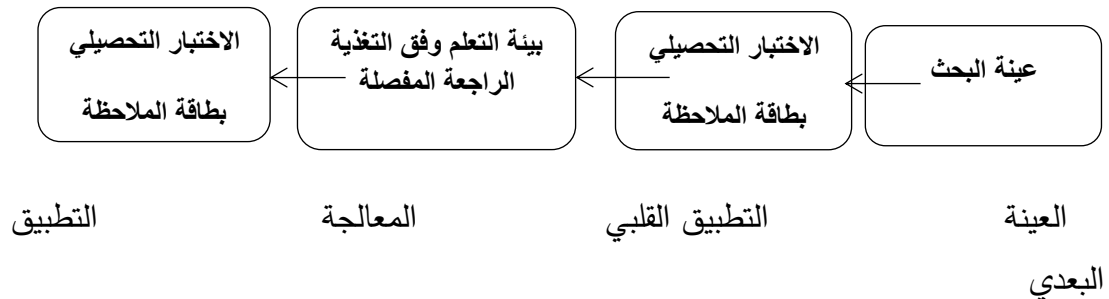 عينة البحث
الاختبار التحصيلي
بطاقة الملاحظة
بيئة التعلم وفق التغذية
الراجعة المفصلة
الاختبار التحصيلي
بطاقة الملاحظة
العينة التطبيق القلبي المعالجة التطبيق
البعدي